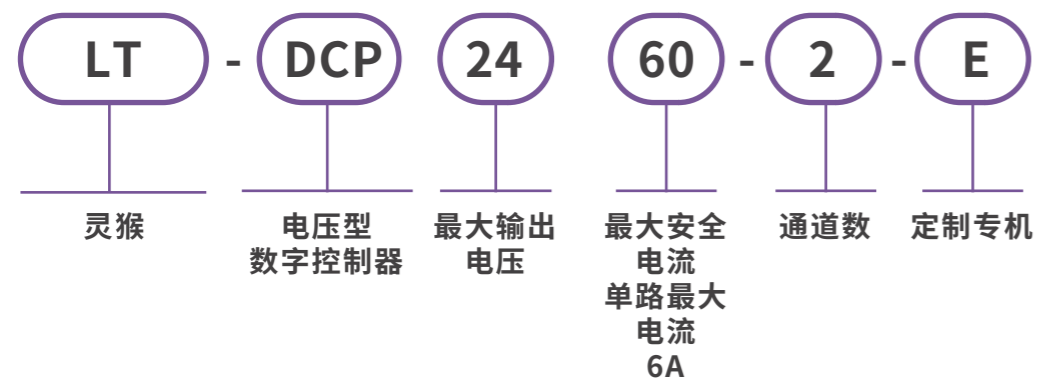 LT - DCP 24 60 - 2 - E
灵猴
电压型
数字控制器
最大输出
电压
最大安全
电流
单路最大
电流
6A
通道数
定制专机